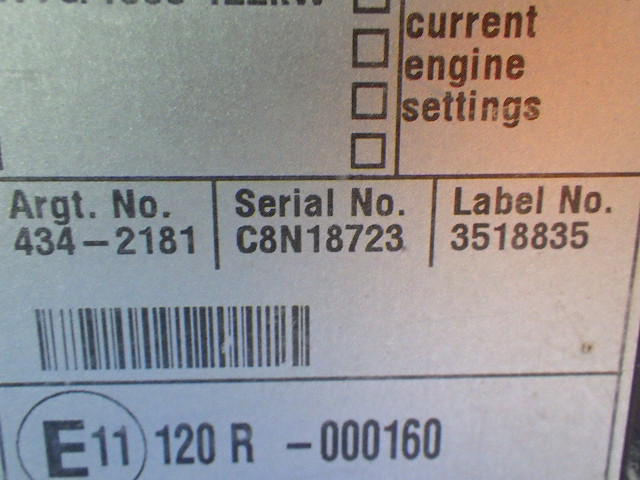 current
engine
settings
Argt. No. Serial No. Label No.
434-2181 C8N18723 3518835
E11 120 R -000160